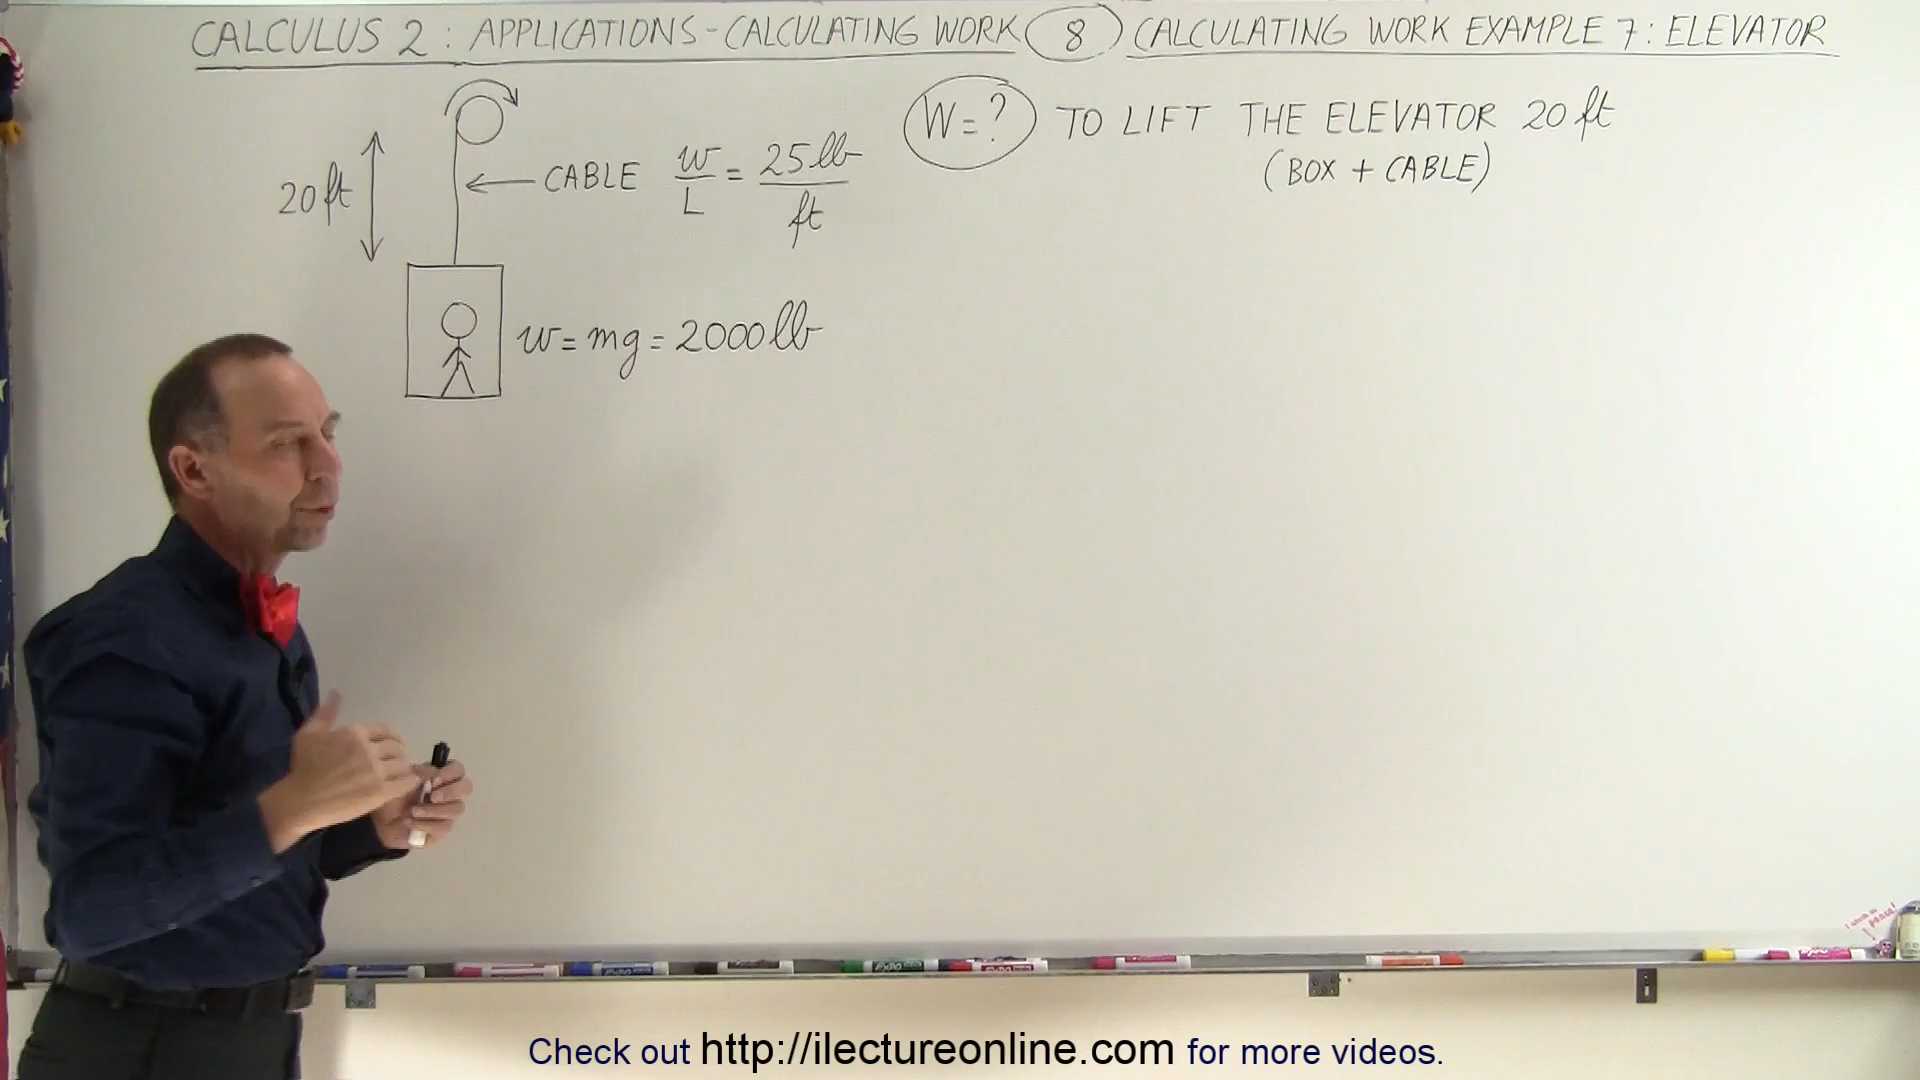 CALCULUS 2 : APPLICATIONS - CALCULATING WORK 8 CALCULATING WORK EXAMPLE 7 : ELEVATOR
W = ? TO LIFT THE ELEVATOR 20 ft
(BOX + CABLE)
20 ft
CABLE w/L = 25 lb/ft
w = mg = 2000 lb
Check out http://ilectureonline.com for more videos.